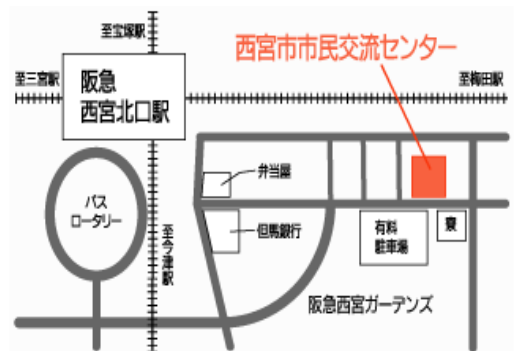 至宝塚駅
西宮市市民交流センター
至三宮駅
阪急
西宮北口駅
至梅田駅
弁当屋
バス
ロータリー
至今津駅
但馬銀行
有料
駐車場
寮
阪急西宮ガーデンズ